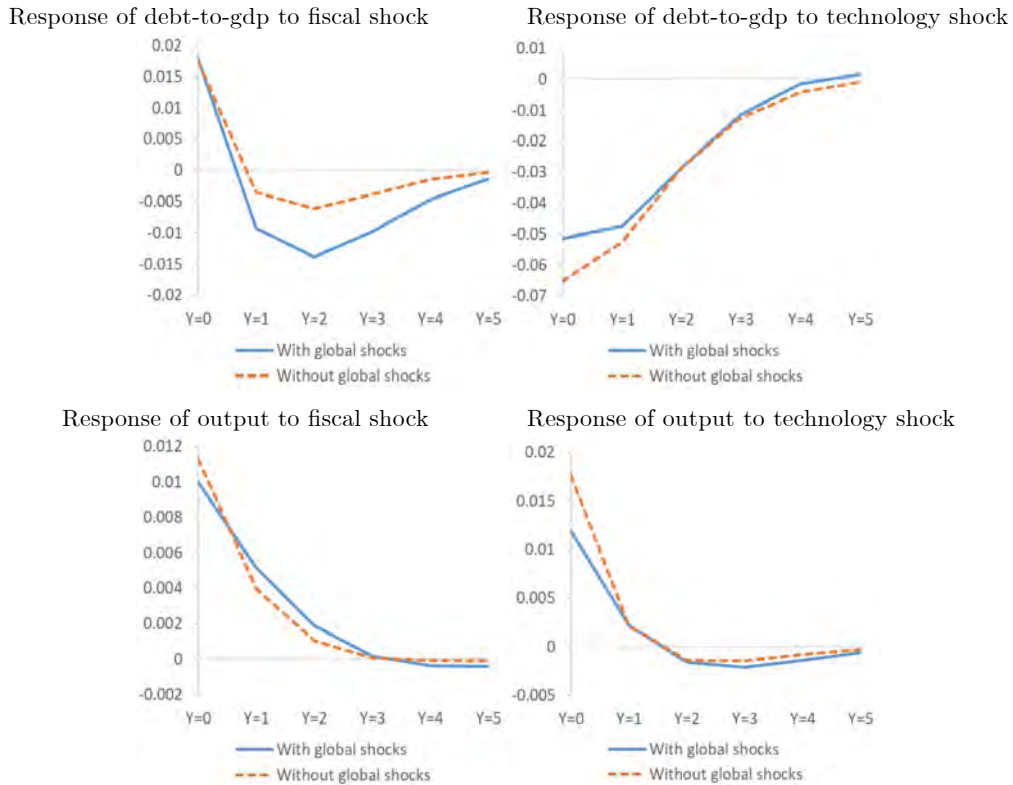 Response of debt-to-gdp to fiscal shock
0.02
0.015
0.01
0.005
0
-0.005
-0.01
-0.015
-0.02
Y=0 Y=1 Y=2 Y=3 Y=4 Y=5
With global shocks
Without global shocks
Response of debt-to-gdp to technology shock
0.01
0
-0.01
-0.02
-0.03
-0.04
-0.05
-0.06
-0.07
Y=0 Y=1 Y=2 Y=3 Y=4 Y=5
With global shocks
Without global shocks
Response of output to fiscal shock
0.012
0.01
0.008
0.006
0.004
0.002
0
-0.002
Y=0 Y=1 Y=2 Y=3 Y=4 Y=5
With global shocks
Without global shocks
Response of output to technology shock
0.02
0.015
0.01
0.005
0
-0.005
Y=0 Y=1 Y=2 Y=3 Y=4 Y=5
With global shocks
Without global shocks